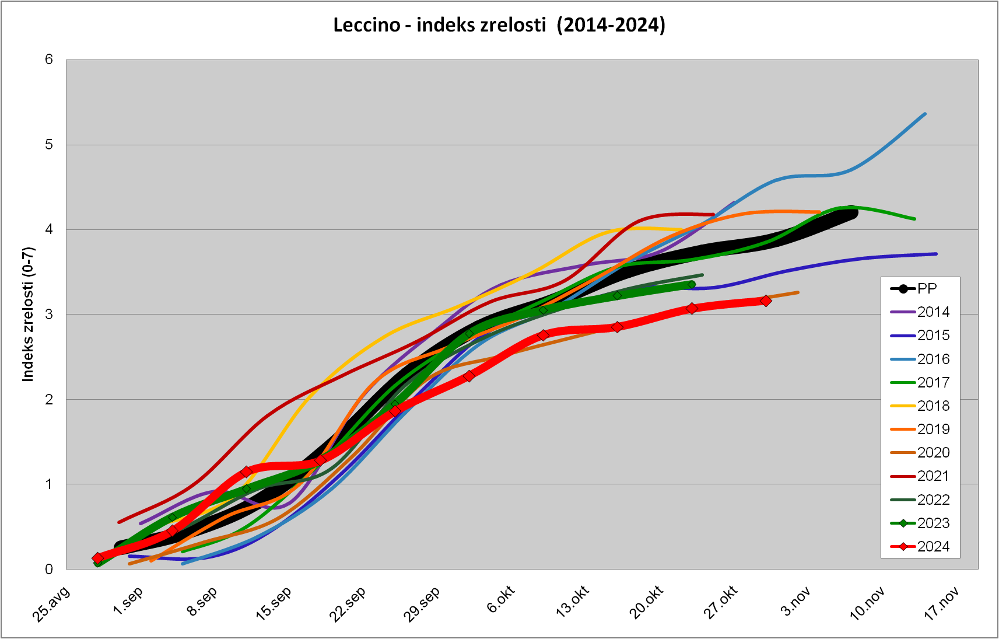 Leccino - indeks zrelosti (2014-2024)
Indeks zrelosti (0-7)
6
5
4
3
2
1
0
25.avg
1.sep
8.sep
15.sep
22.sep
29.sep
6.okt
13.okt
20.okt
27.okt
3.nov
10.nov
17.nov
PP
2014
2015
2016
2017
2018
2019
2020
2021
2022
2023
2024